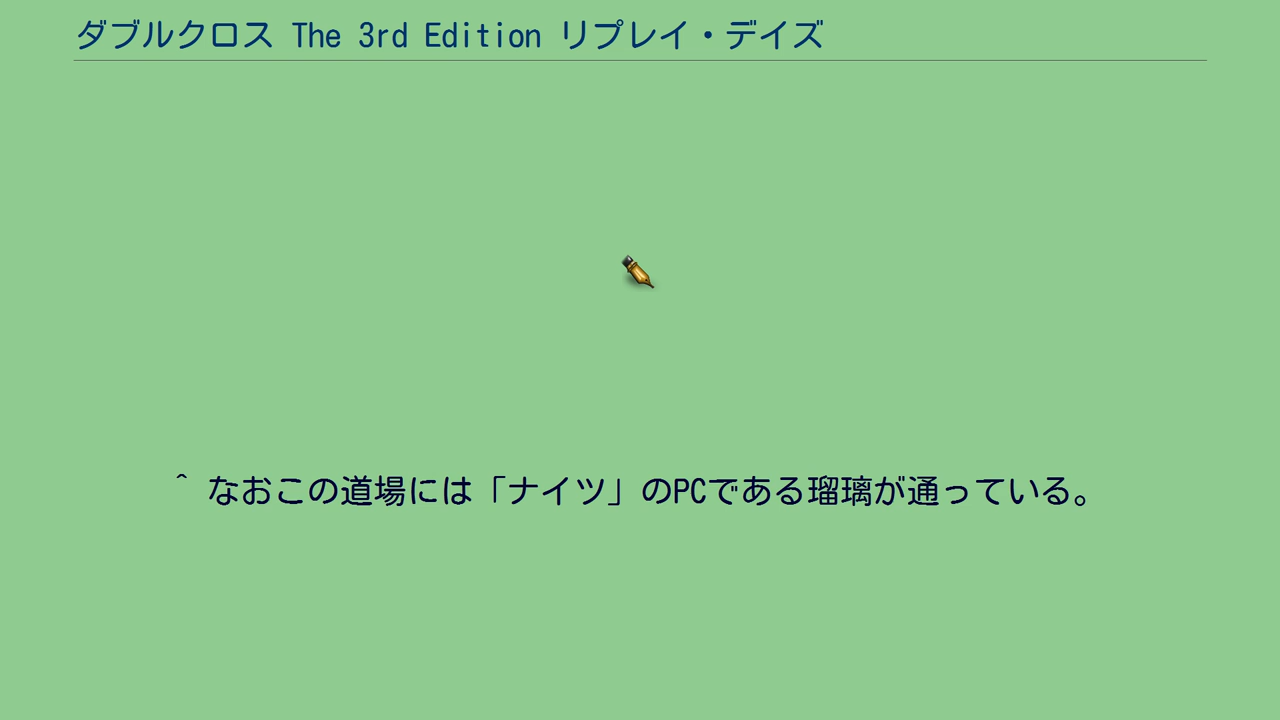 ダブルクロス The 3rd Edition リプレイ・デイズ
^ なおこの道場には「ナイツ」のPCである瑠璃が通っている。